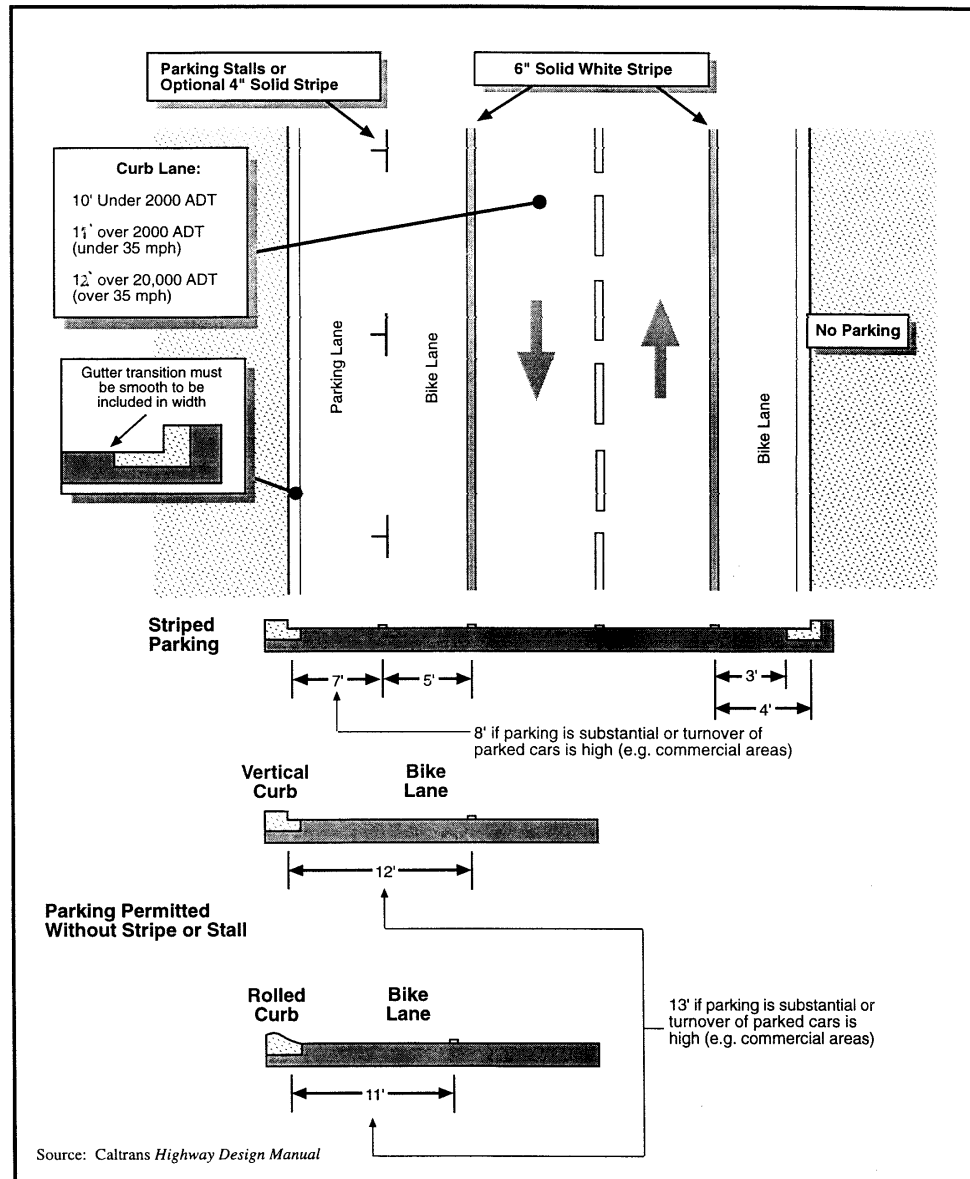 Parking Stalls or
Optional 4" Solid Stripe
6" Solid White Stripe
Curb Lane:
10' Under 2000 ADT
11' over 2000 ADT
(under 35 mph)
12' over 20,000 ADT
(over 35 mph)
No Parking
Gutter transition must
be smooth to be
included in width
Parking Lane
Bike Lane
Bike Lane
Striped
Parking
7'
5'
3'
4'
8' if parking is substantial or turnover of
parked cars is high (e.g. commercial areas)
Vertical
Curb
Bike
Lane
12'
Parking Permitted
Without Stripe or Stall
Rolled
Curb
Bike
Lane
13' if parking is substantial or
turnover of parked cars is
high (e.g. commercial areas)
11'
Source: Caltrans Highway Design Manual